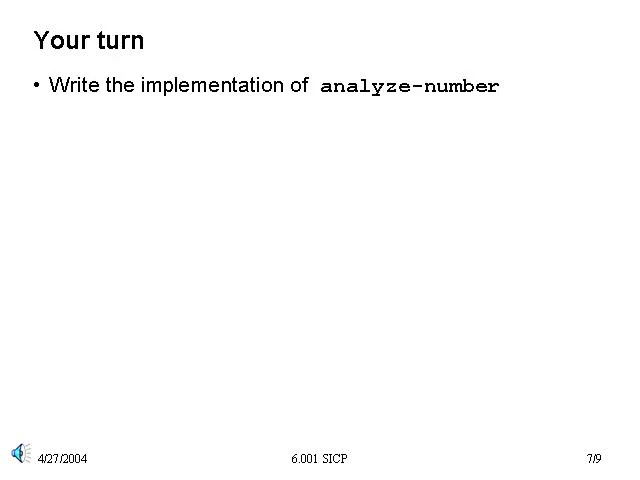 Your turn
• Write the implementation of analyze-number
4/27/2004
6.001 SICP
7/9